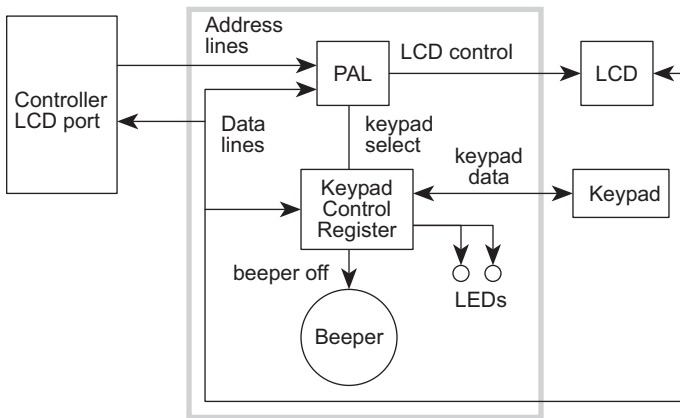 Address
lines
LCD control
PAL
LCD
Controller
LCD port
Data
lines
keypad
select
keypad
data
Keypad
Control
Register
Keypad
beeper off
LEDs
Beeper